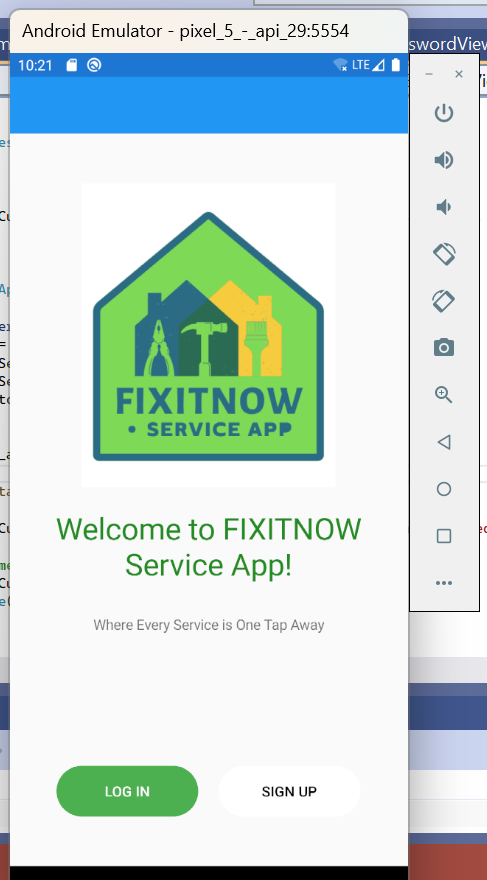 Android Emulator - pixel_5_-_api_29:5554
swordView
10:21
LTE
FIXITNOW
• SERVICE APP
Welcome to FIXITNOW
Service App!
Where Every Service is One Tap Away
LOG IN
SIGN UP